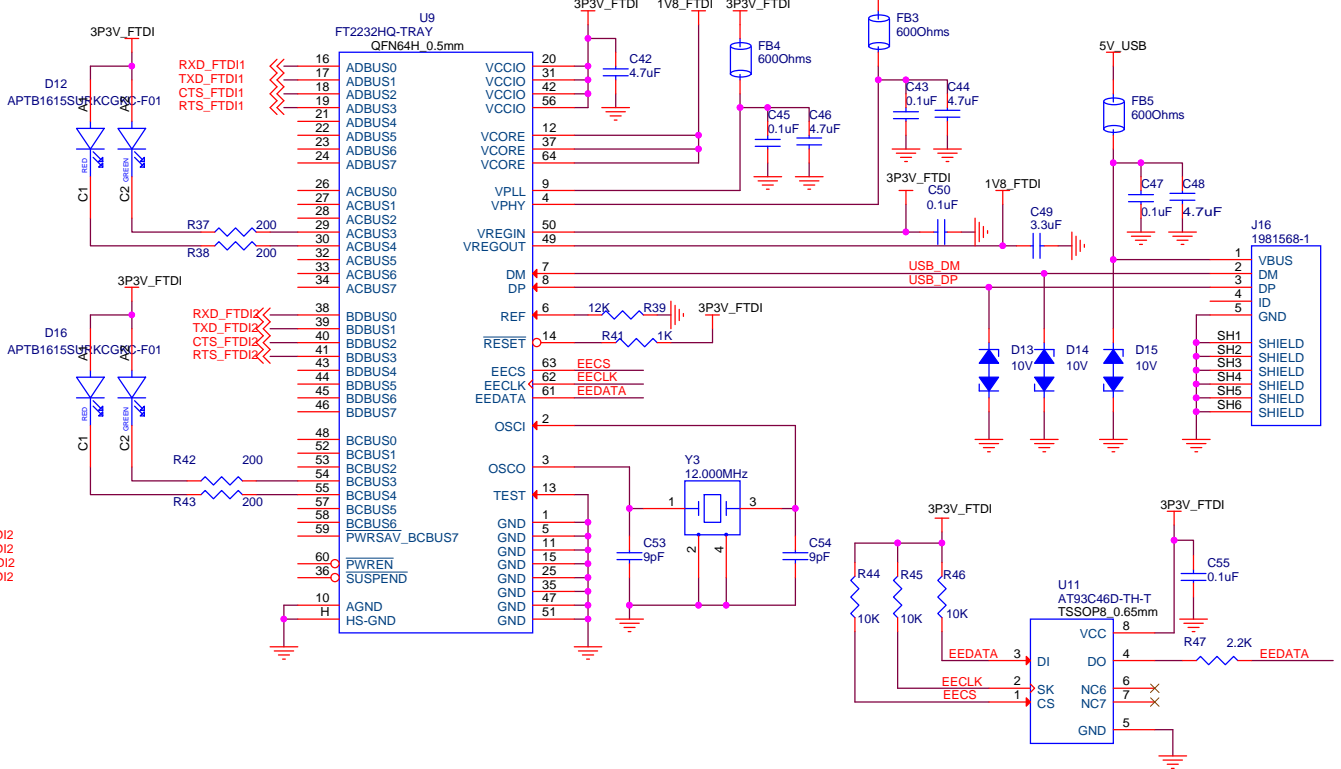 3P3V_FTDI
1V8_FTDI
3P3V_FTDI
U9
FT2232HQ-TRAY
QFN64H_0.5mm
3P3V_FTDI
D12
APTB1615SURKCGKC-F01
RED
GREEN
C1
C2
RXD_FTDI1
TXD_FTDI1
CTS_FTDI1
RTS_FTDI1
16 ADBUS0
17 ADBUS1
18 ADBUS2
19 ADBUS3
21 ADBUS4
22 ADBUS5
23 ADBUS6
24 ADBUS7
26 ACBUS0
27 ACBUS1
28 ACBUS2
29 ACBUS3
30 ACBUS4
32 ACBUS5
33 ACBUS6
34 ACBUS7
R37 200
R38 200
3P3V_FTDI
D16
APTB1615SURKCGKC-F01
RED
GREEN
C1
C2
RXD_FTDI2
TXD_FTDI2
CTS_FTDI2
RTS_FTDI2
38 BDBUS0
39 BDBUS1
40 BDBUS2
41 BDBUS3
43 BDBUS4
44 BDBUS5
45 BDBUS6
46 BDBUS7
48 BCBUS0
52 BCBUS1
53 BCBUS2
54 BCBUS3
55 BCBUS4
57 BCBUS5
58 BCBUS6
59 PWRSAV_BCBUS7
60 PWREN
36 SUSPEND
10 AGND
H HS-GND
R42 200
R43 200
DI2
DI2
DI2
DI2
VCCIO 20
VCCIO 31
VCCIO 42
VCCIO 56
VCORE 12
VCORE 37
VCORE 64
VPLL 9
VPHY 4
VREGIN 50
VREGOUT 49
DM 7
DP 8
REF 6
RESET 14
EECS 63
EECLK 62
EEDATA 61
OSCI 2
OSCO 3
TEST 13
GND 1
GND 5
GND 11
GND 15
GND 25
GND 35
GND 47
GND 51
C42
4.7uF
FB4
600Ohms
C45
0.1uF
C46
4.7uF
FB3
600Ohms
C43
0.1uF
C44
4.7uF
3P3V_FTDI
C50
0.1uF
1V8_FTDI
C49
3.3uF
5V_USB
FB5
600Ohms
C47
0.1uF
C48
4.7uF
USB_DM
USB_DP
12K R39
R41 1K
3P3V_FTDI
EECS
EECLK
EEDATA
D13
10V
D14
10V
D15
10V
J16
1981568-1
1 VBUS
2 DM
3 DP
4 ID
5 GND
SH1 SHIELD
SH2 SHIELD
SH3 SHIELD
SH4 SHIELD
SH5 SHIELD
SH6 SHIELD
Y3
12.000MHz
1
3
2
4
C53
9pF
C54
9pF
3P3V_FTDI
R44
10K
R45
10K
R46
10K
3P3V_FTDI
C55
0.1uF
U11
AT93C46D-TH-T
TSSOP8_0.65mm
EEDATA 3 DI
EECLK 2 SK
EECS 1 CS
VCC 8
DO 4
NC6 6
NC7 7
GND 5
R47 2.2K
EEDATA